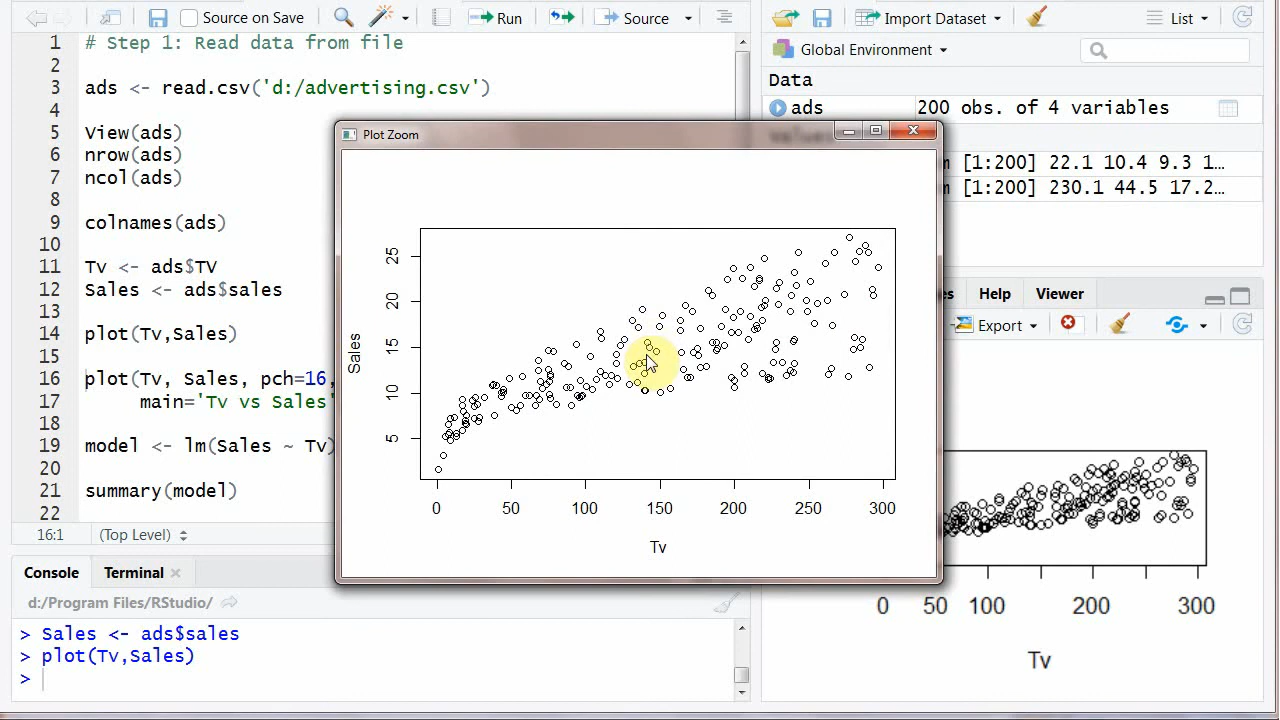 Source on Save
Run
Source
1 # Step 1: Read data from file
2
3 ads <- read.csv('d:/advertising.csv')
4
5 View(ads)
6 nrow(ads)
7 ncol(ads)
8
9 colnames(ads)
10
11 Tv <- ads$TV
12 Sales <- ads$sales
13
14 plot(Tv,Sales)
15
16 plot(Tv, Sales, pch=16,
17 main='Tv vs Sales'
18
19 model <- lm(Sales ~ Tv)
20
21 summary(model)
22
16:1 (Top Level)
Console Terminal
d:/Program Files/RStudio/
> Sales <- ads$sales
> plot(Tv,Sales)
>
Plot Zoom
Sales
25
20
15
10
5
0 50 100 150 200 250 300
Tv
Import Dataset List
Global Environment
Data
ads 200 obs. of 4 variables
[1:200] 22.1 10.4 9.3 1…
[1:200] 230.1 44.5 17.2…
Help Viewer
Export
0 50 100 200 300
Tv